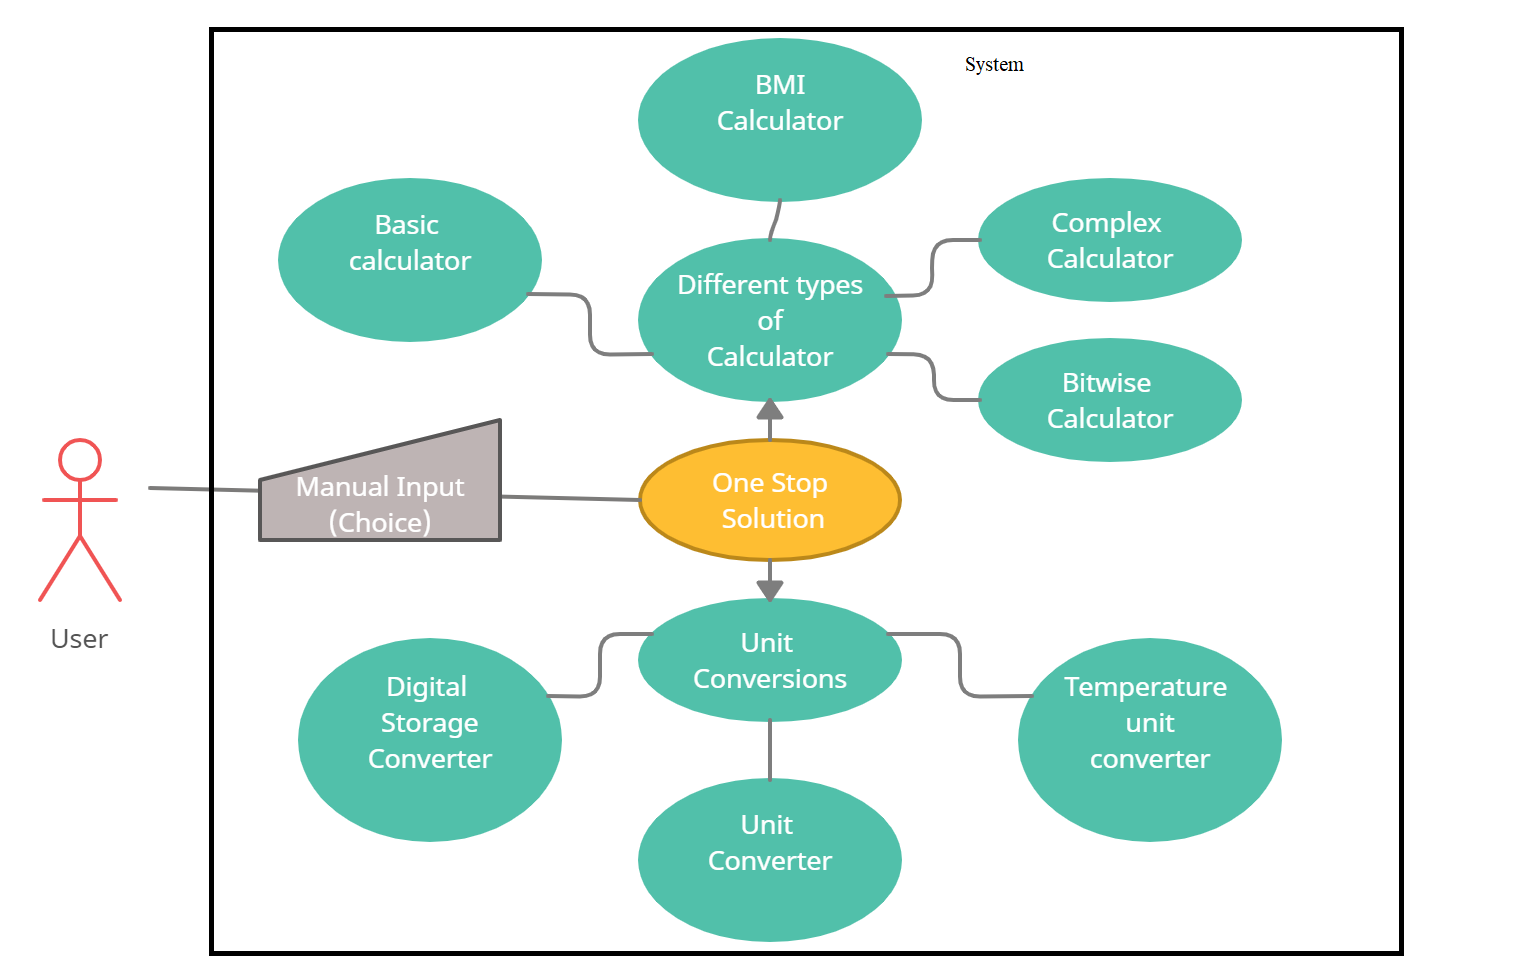 System
BMI
Calculator
Basic
calculator
Complex
Calculator
Different types
of
Calculator
Bitwise
Calculator
Manual Input
(Choice)
One Stop
Solution
User
Unit
Conversions
Digital
Storage
Converter
Temperature
unit
converter
Unit
Converter